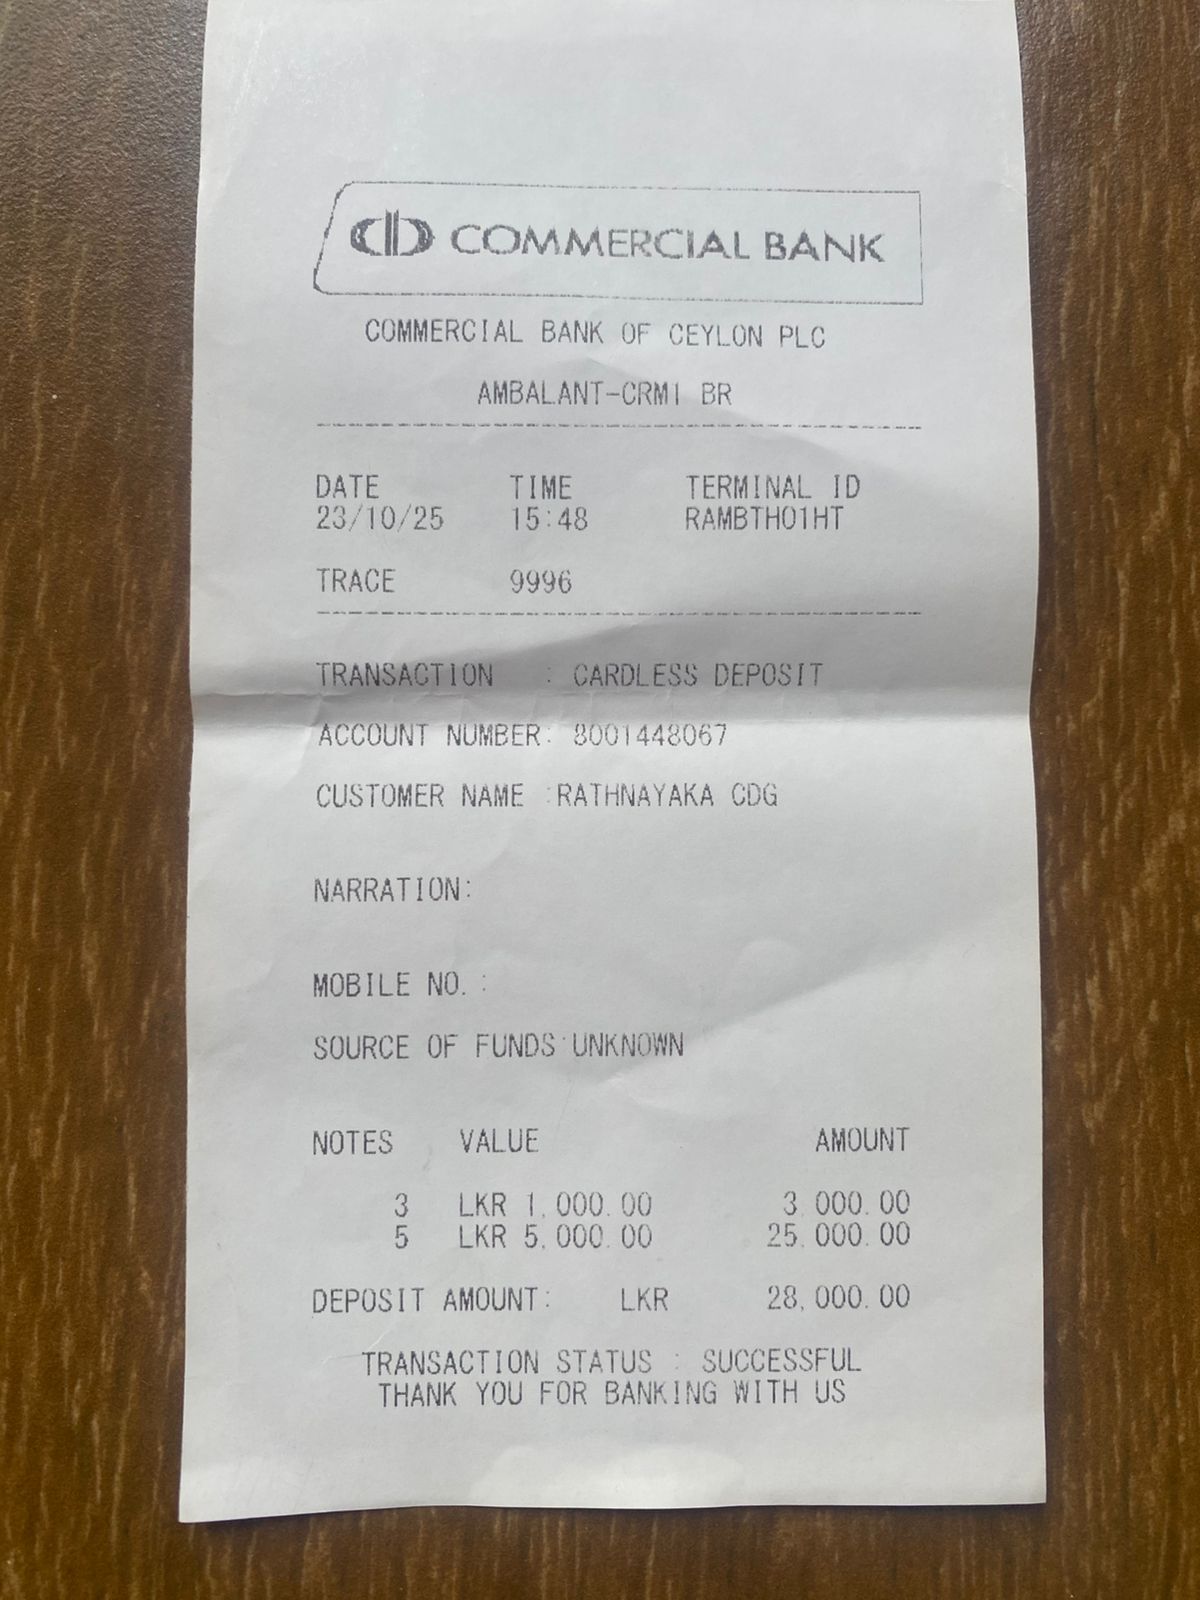 COMMERCIAL BANK
COMMERCIAL BANK OF CEYLON PLC
AMBALANT-CRM1 BR
DATE TIME TERMINAL ID
23/10/25 15:48 RAMBTH01HT
TRACE 9996
TRANSACTION : CARDLESS DEPOSIT
ACCOUNT NUMBER: 8001448067
CUSTOMER NAME :RATHNAYAKA CDG
NARRATION:
MOBILE NO. :
SOURCE OF FUNDS:UNKNOWN
NOTES VALUE AMOUNT
3 LKR 1,000.00 3,000.00
5 LKR 5,000.00 25,000.00
DEPOSIT AMOUNT: LKR 28,000.00
TRANSACTION STATUS : SUCCESSFUL
THANK YOU FOR BANKING WITH US